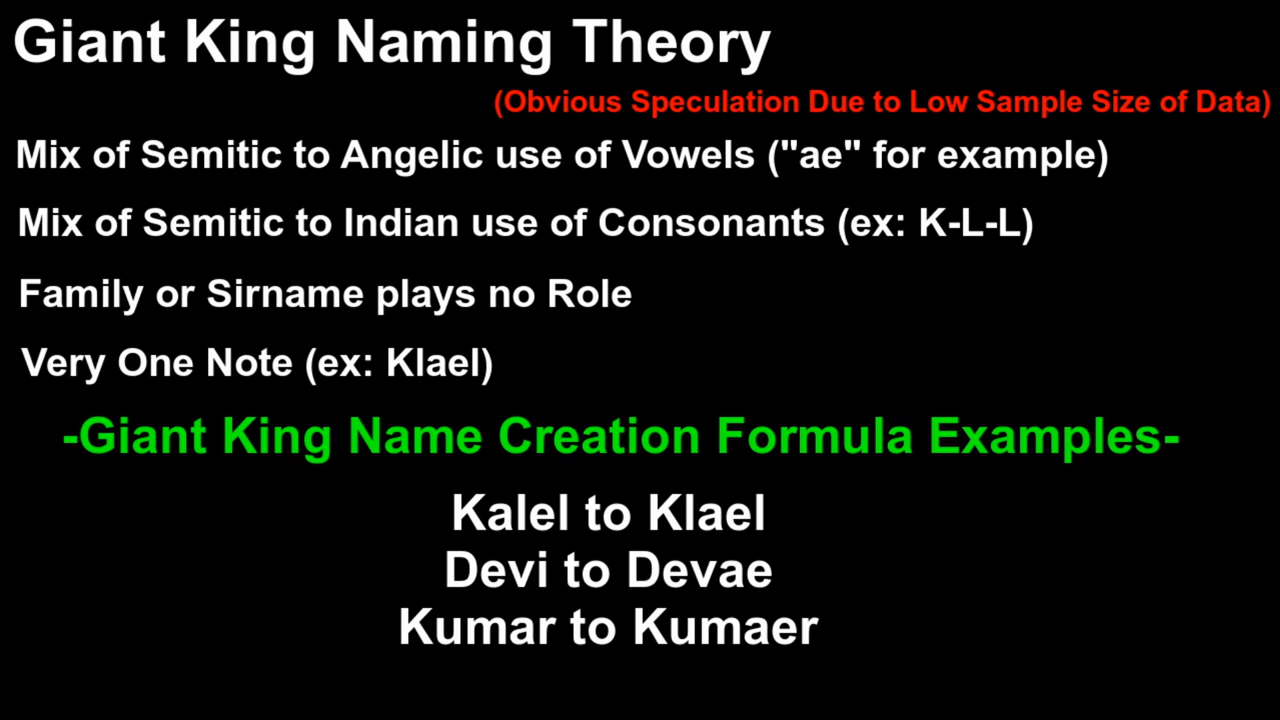 Giant King Naming Theory
(Obvious Speculation Due to Low Sample Size of Data)
Mix of Semitic to Angelic use of Vowels ("ae" for example)
Mix of Semitic to Indian use of Consonants (ex: K-L-L)
Family or Sirname plays no Role
Very One Note (ex: Klael)
-Giant King Name Creation Formula Examples-
Kalel to Klael
Devi to Devae
Kumar to Kumaer